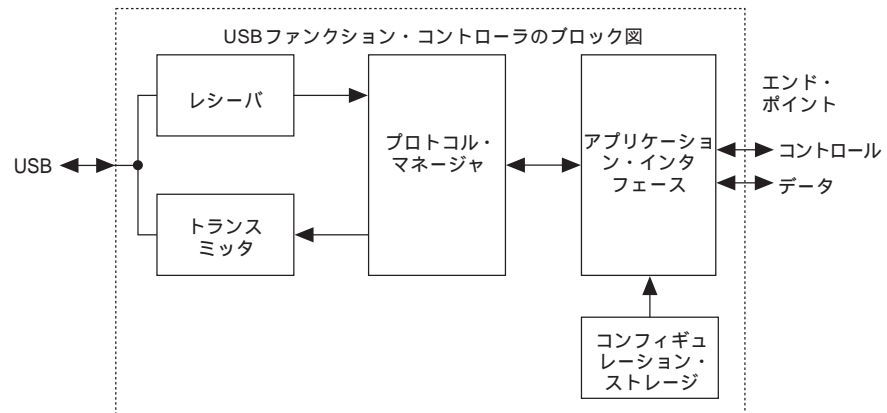 USBファンクション・コントローラのブロック図
レシーバ
プロトコル・
マネージャ
アプリケーショ
ン・インタ
フェース
エンド・
ポイント
コントロール
データ
USB
トランス
ミッタ
コンフィギュ
レーション・
ストレージ